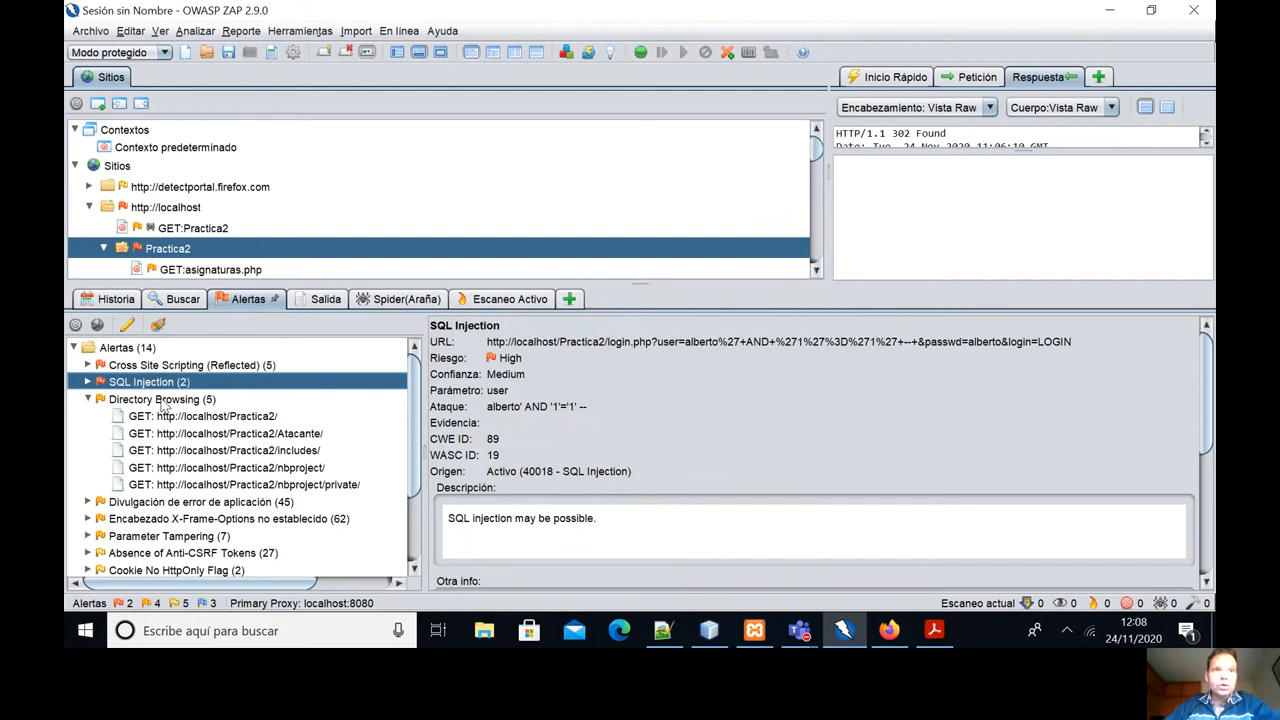 Sesión sin Nombre - OWASP ZAP 2.9.0
Archivo Editar Ver Analizar Reporte Herramientas Import En línea Ayuda
Modo protegido
Sitios
Inicio Rápido Petición Respuesta
Encabezamiento: Vista Raw Cuerpo:Vista Raw
Contextos
Contexto predeterminado
Sitios
http://detectportal.firefox.com
http://localhost
GET:Practica2
Practica2
GET:asignaturas.php
HTTP/1.1 302 Found
Date: Tue, 24 Nov 2020 11:06:10 GMT
Historia Buscar Alertas Salida Spider(Araña) Escaneo Activo
Alertas (14)
Cross Site Scripting (Reflected) (5)
SQL Injection (2)
Directory Browsing (5)
GET: http://localhost/Practica2/
GET: http://localhost/Practica2/Atacante/
GET: http://localhost/Practica2/includes/
GET: http://localhost/Practica2/nbproject/
GET: http://localhost/Practica2/nbproject/private/
Divulgación de error de aplicación (45)
Encabezado X-Frame-Options no establecido (62)
Parameter Tampering (7)
Absence of Anti-CSRF Tokens (27)
Cookie No HttpOnly Flag (2)
SQL Injection
URL: http://localhost/Practica2/login.php?user=alberto%27+AND+%271%27%3D%271%27+--+&passwd=alberto&login=LOGIN
Riesgo: High
Confianza: Medium
Parámetro: user
Ataque: alberto' AND '1'='1' --
Evidencia:
CWE ID: 89
WASC ID: 19
Origen: Activo (40018 - SQL Injection)
Descripción:
SQL injection may be possible.
Otra info:
Alertas 2 4 5 3 Primary Proxy: localhost:8080
Escaneo actual 0 0 0 0 0 0
Escribe aquí para buscar
12:08
24/11/2020
1